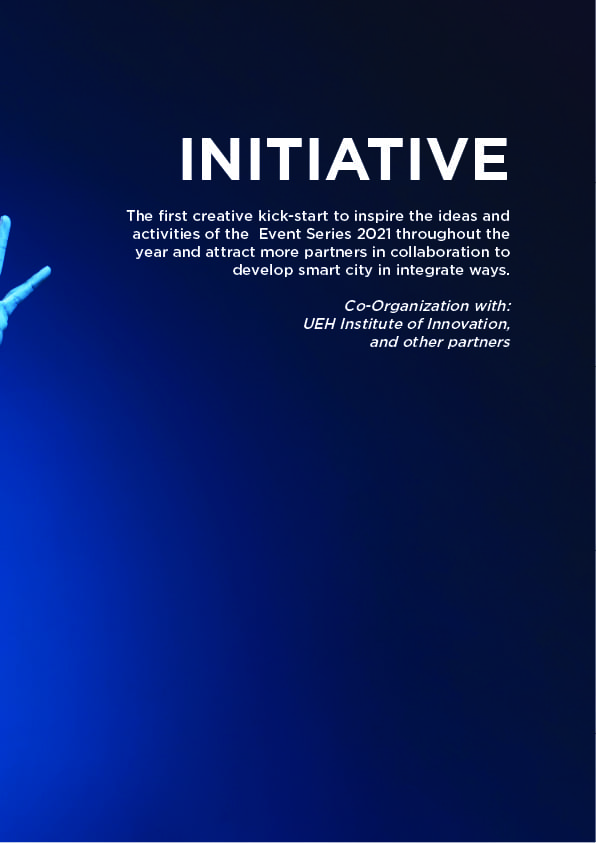 INITIATIVE
The first creative kick-start to inspire the ideas and
activities of the  Event Series 2021 throughout the
year and attract more partners in collaboration to
develop smart city in integrate ways.
Co-Organization with:
UEH Institute of Innovation,
and other partners